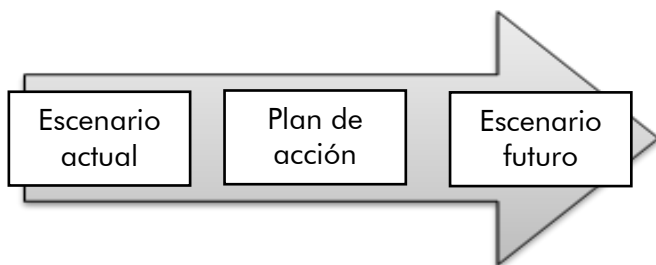 Escenario
actual
Plan de
acción
Escenario
futuro